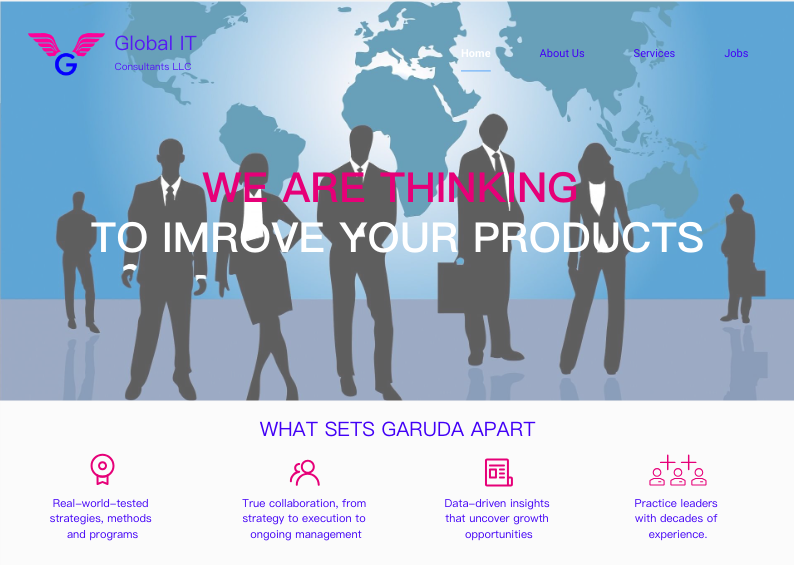 Global IT
Consultants LLC
Home
About Us
Services
Jobs
WE ARE THINKING
TO IMROVE YOUR PRODUCTS
WHAT SETS GARUDA APART
Real-world-tested
strategies, methods
and programs
True collaboration, from
strategy to execution to
ongoing management
Data-driven insights
that uncover growth
opportunities
Practice leaders
with decades of
experience.